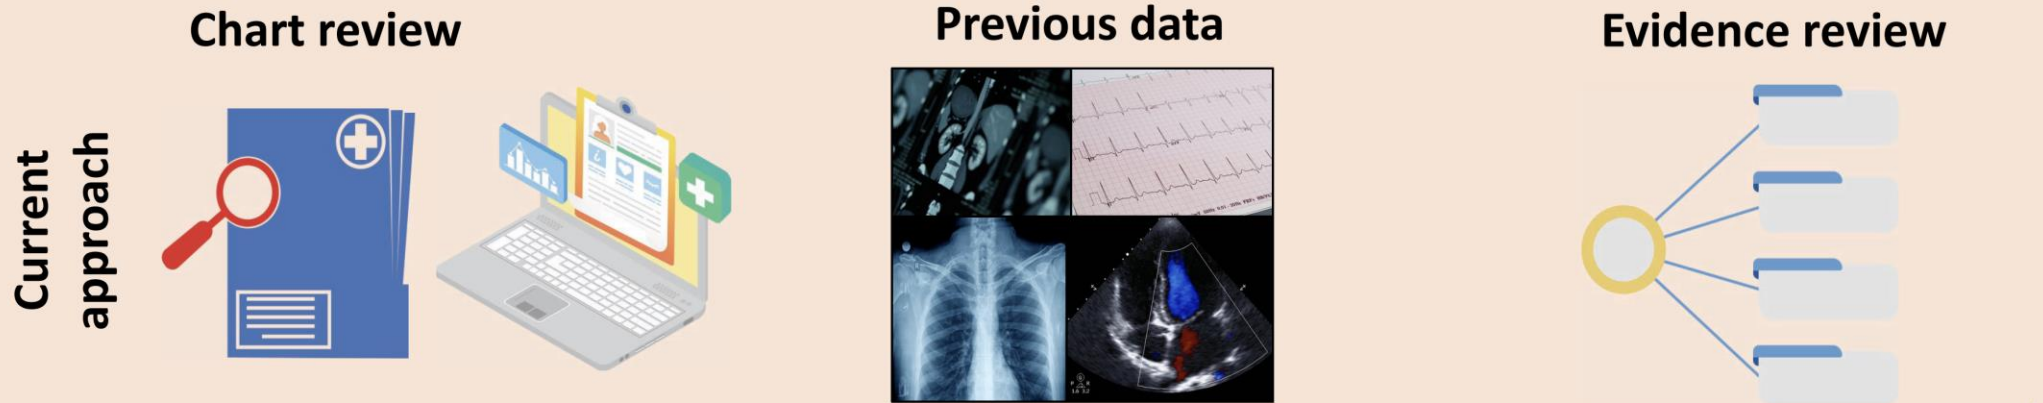 Chart review
Previous data
Evidence review
Current
approach